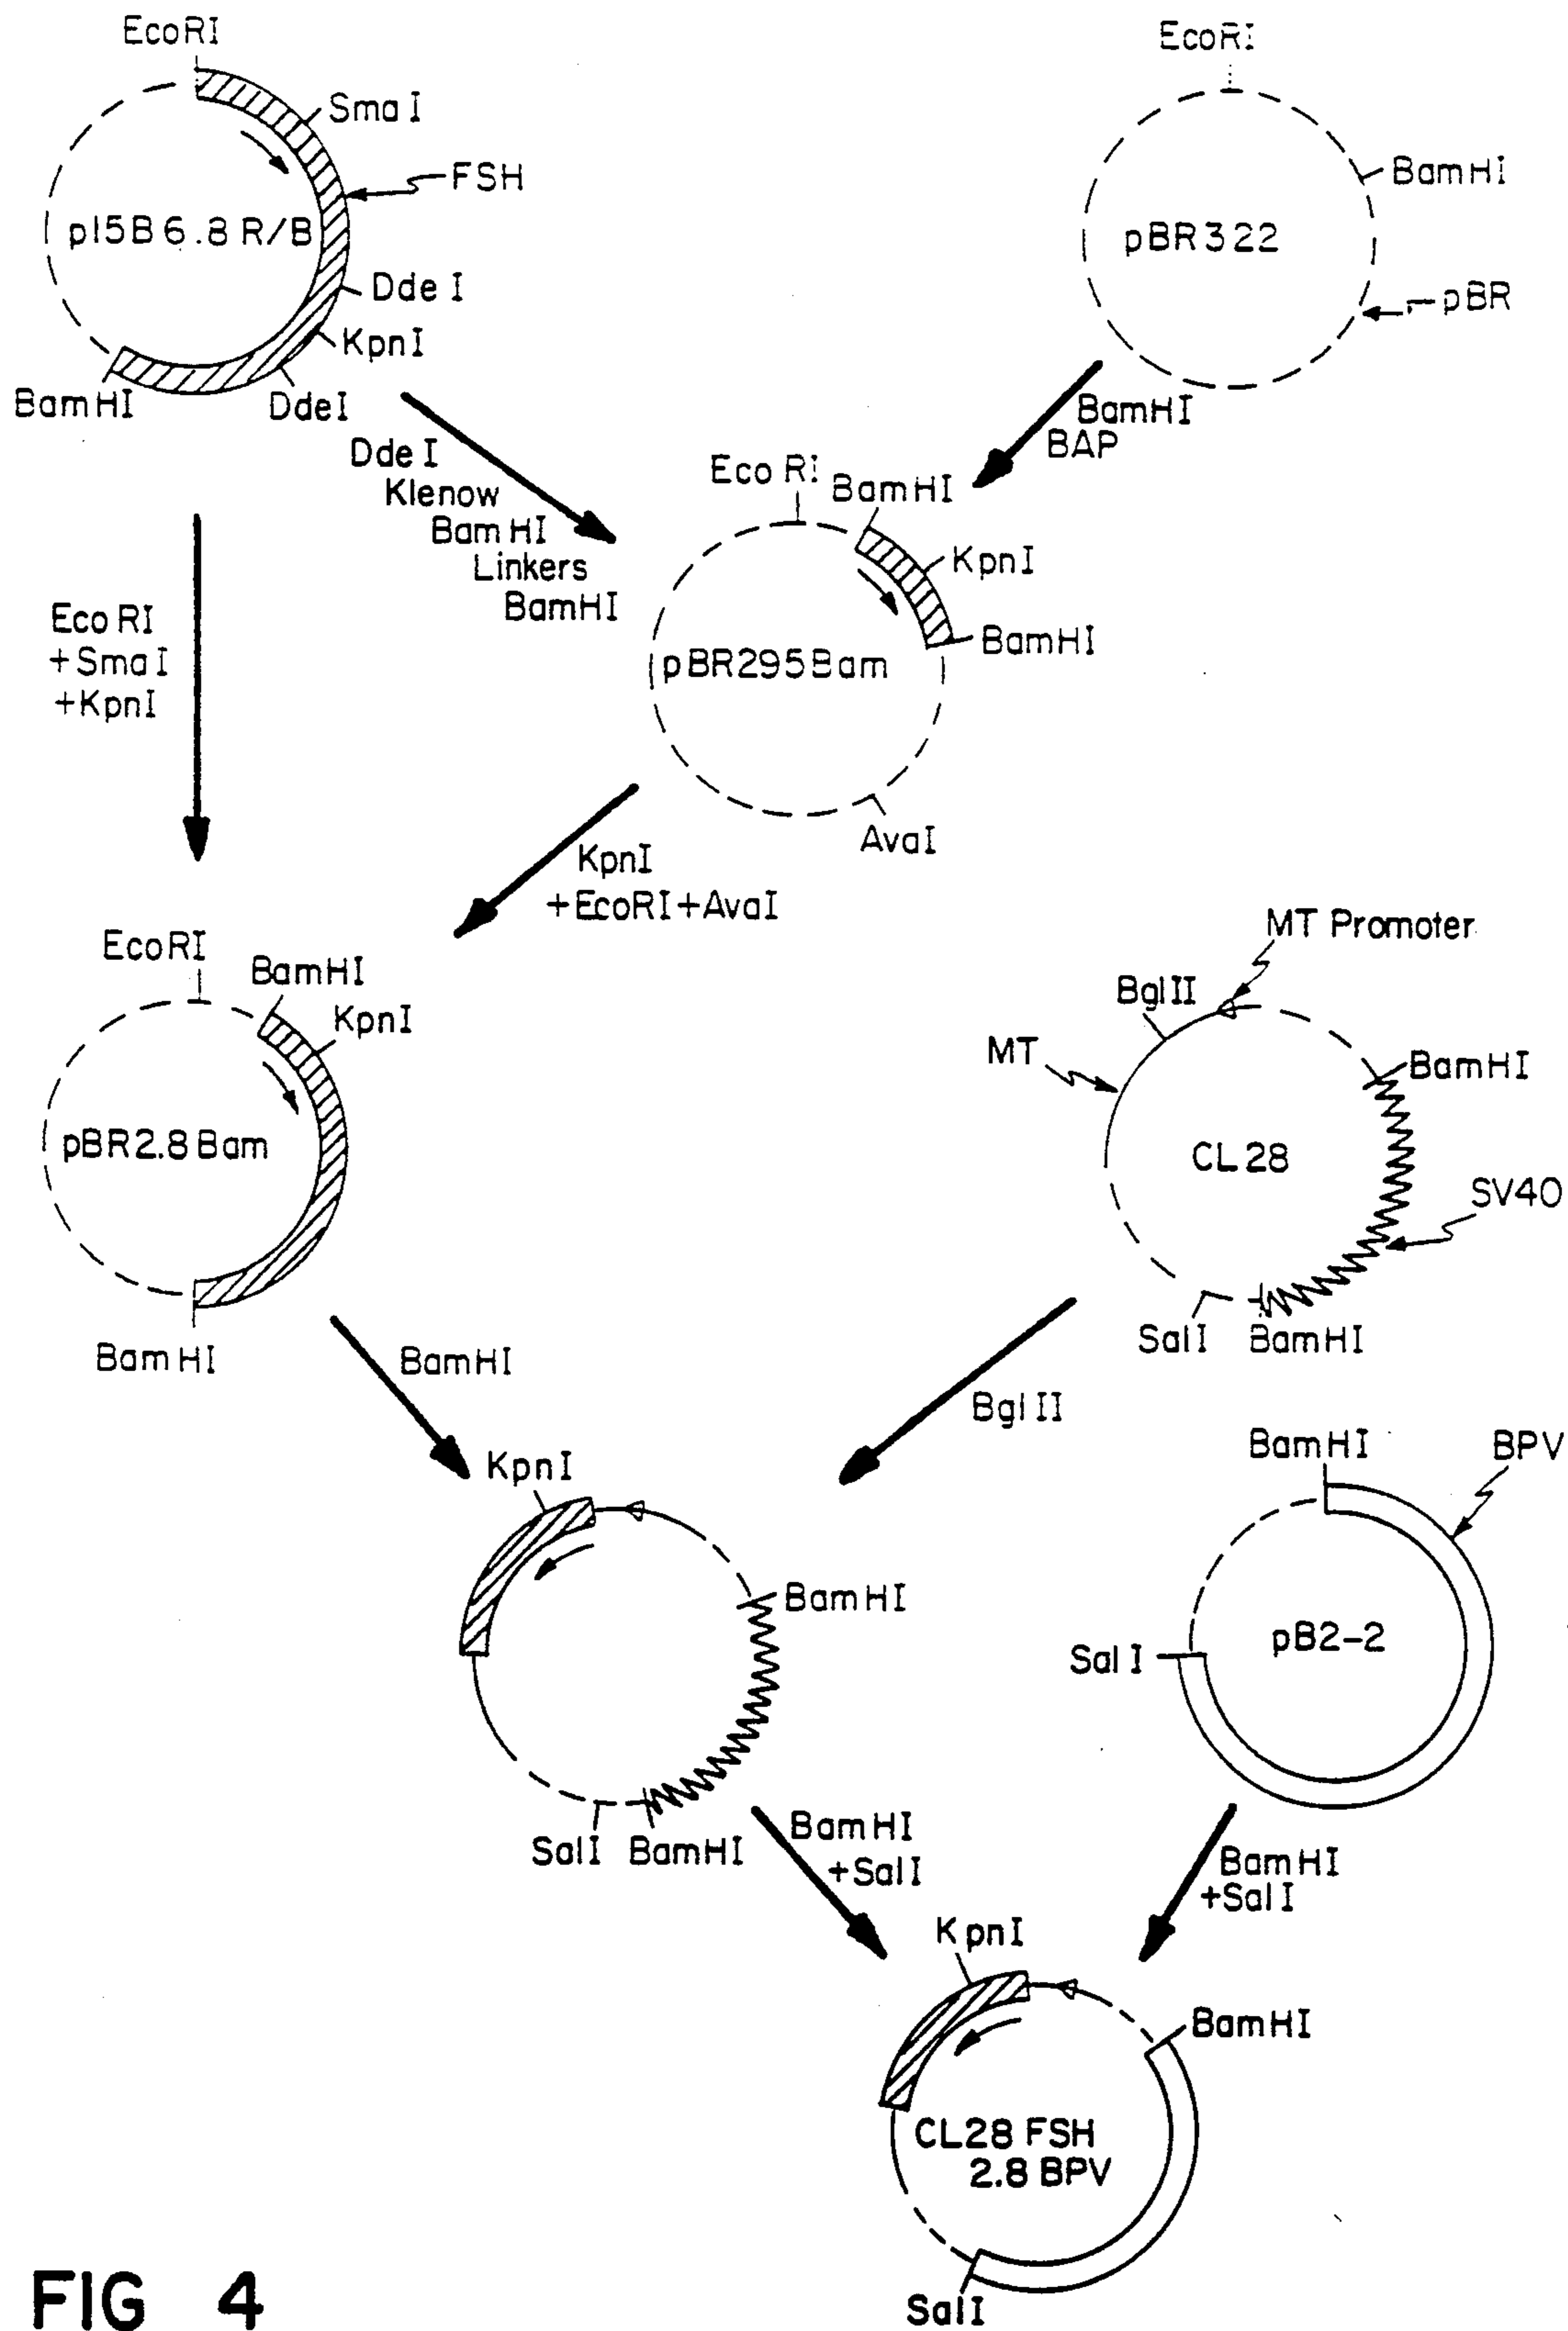 EcoRI
SmaI
FSH
p15B6.8 R/B
DdeI
KpnI
DdeI
BamHI
EcoRI
BamHI
pBR322
pBR
DdeI
Klenow
BamHI
Linkers
BamHI
BamHI
BAP
EcoRI
BamHI
KpnI
BamHI
pBR295Bam
AvaI
EcoRI
+SmaI
+KpnI
KpnI
+EcoRI+AvaI
EcoRI
BamHI
KpnI
pBR2.8Bam
BamHI
MT Promoter
BglII
MT
BamHI
CL28
SV40
SalI
BamHI
BamHI
BglII
KpnI
BamHI
SalI
BamHI
BamHI
BPV
pB2-2
SalI
BamHI
+SalI
BamHI
+SalI
KpnI
BamHI
CL28 FSH
2.8 BPV
SalI
FIG 4